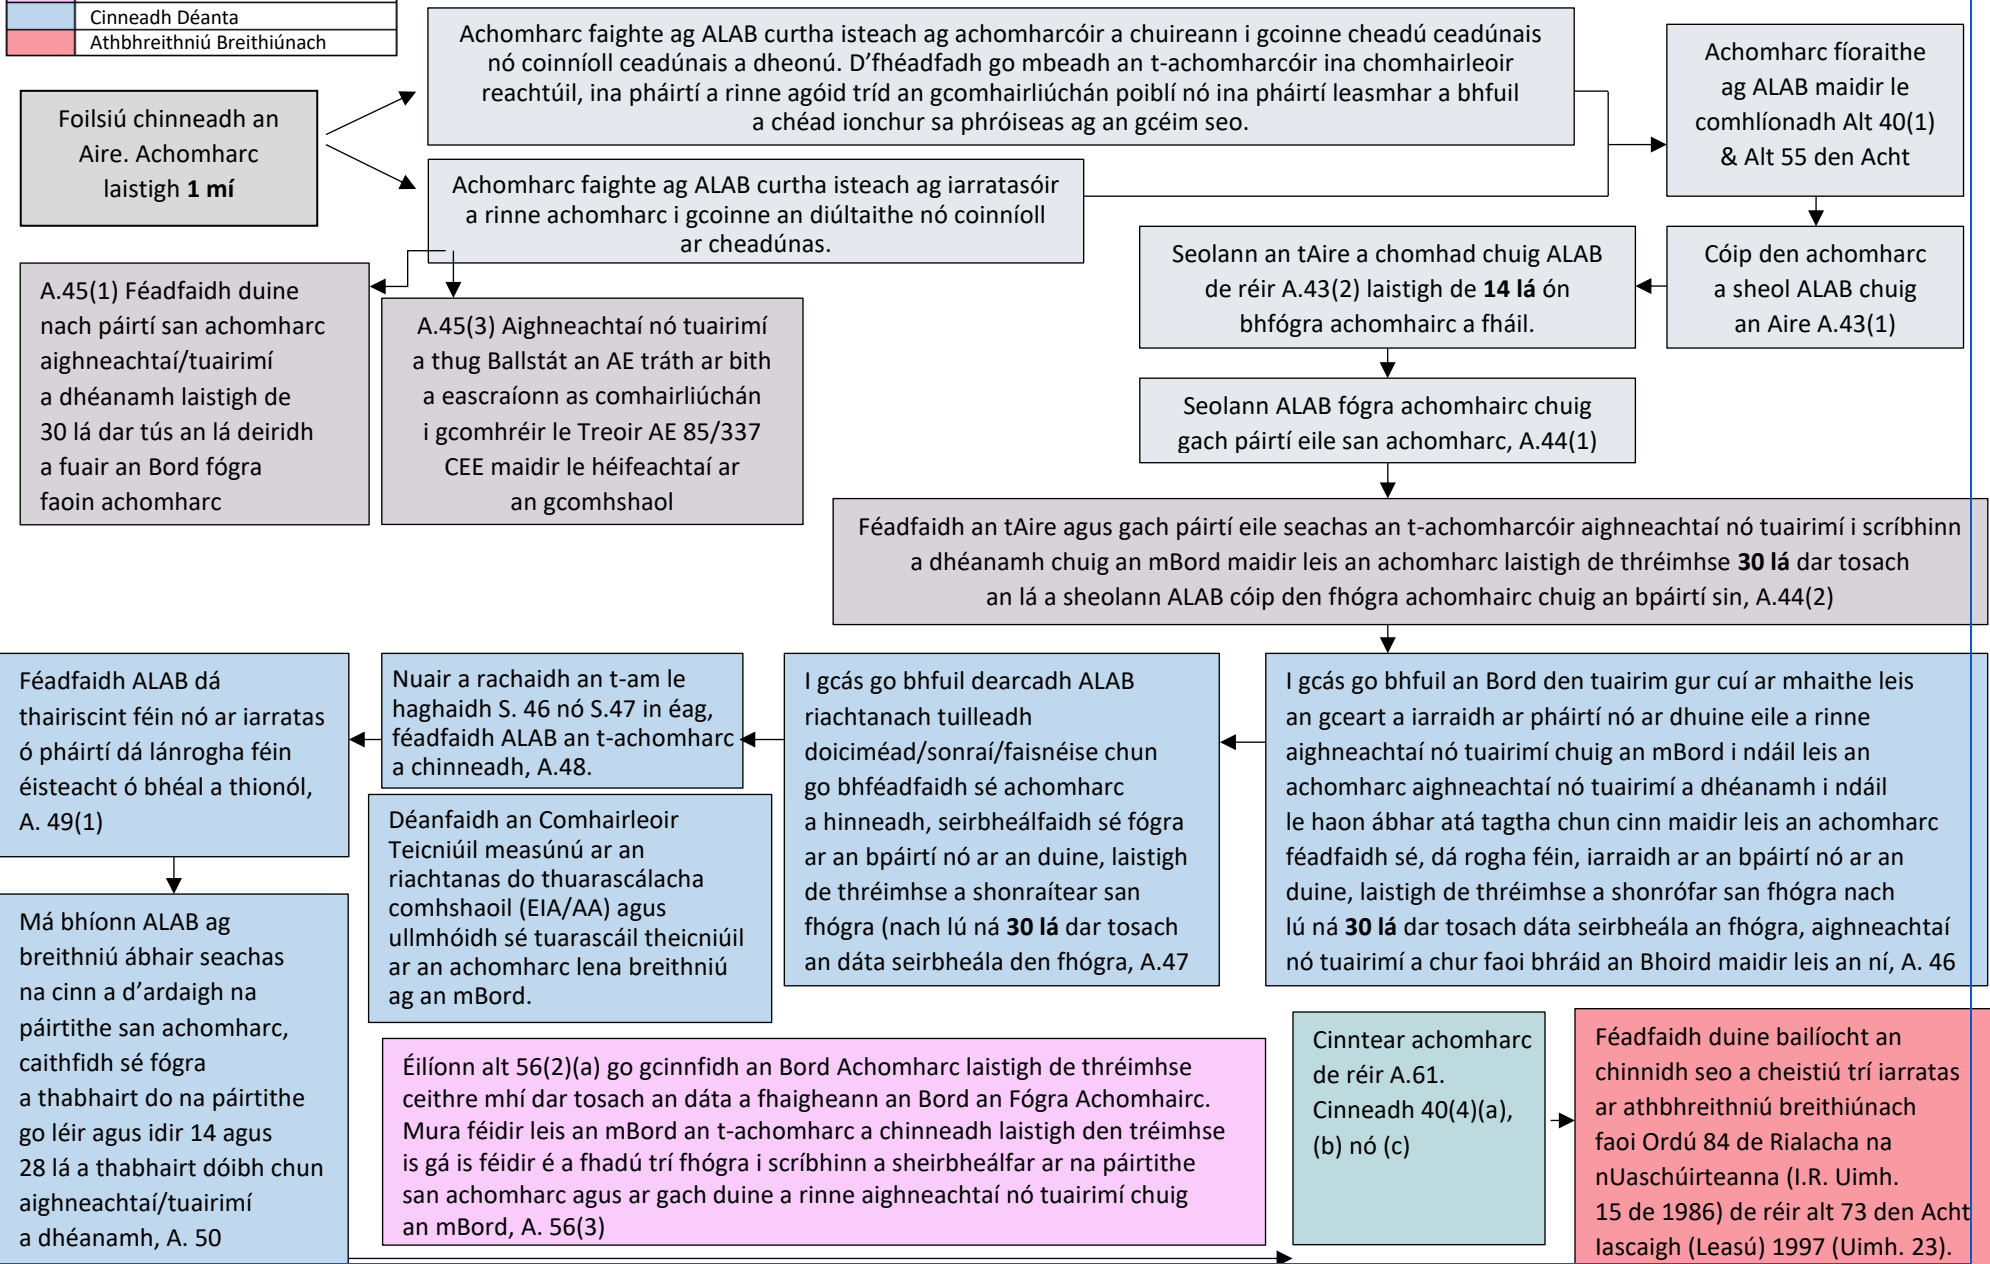 Cinneadh Déanta
Athbhreithniú Breithiúnach
Foilsiú chinneadh an
Aire. Achomharc
laistigh 1 mí
Achomharc faighte ag ALAB curtha isteach ag achomharcóir a chuireann i gcoinne cheadú ceadúnais
nó coinníoll ceadúnais a dheonú. D'fhéadfadh go mbeadh an t-achomharcóir ina chomhairleoir
reachtúil, ina pháirtí a rinne agóid tríd an gcomhairliúchán poiblí nó ina pháirtí leasmhar a bhfuil
a chéad ionchur sa phróiseas ag an gcéim seo.
Achomharc faighte ag ALAB curtha isteach ag iarratasóir
a rinne achomharc i gcoinne an diúltaithe nó coinníoll
ar cheadúnas.
Achomharc fíoraithe
ag ALAB maidir le
comhlíonadh Alt 40(1)
& Alt 55 den Acht
Cóip den achomharc
a sheol ALAB chuig
an Aire A.43(1)
Seolann an tAire a chomhad chuig ALAB
de réir A.43(2) laistigh de 14 lá ón
bhfógra achomhairc a fháil.
Seolann ALAB fógra achomhairc chuig
gach páirtí eile san achomharc, A.44(1)
A.45(1) Féadfaidh duine
nach páirtí san achomharc
aighneachtaí/tuairimí
a dhéanamh laistigh de
30 lá dar tús an lá deiridh
a fuair an Bord fógra
faoin achomharc
A.45(3) Aighneachtaí nó tuairimí
a thug Ballstát an AE tráth ar bith
a eascraíonn as comhairliúchán
i gcomhréir le Treoir AE 85/337
CEE maidir le héifeachtaí ar
an gcomhshaol
Féadfaidh an tAire agus gach páirtí eile seachas an t-achomharcóir aighneachtaí nó tuairimí i scríbhinn
a dhéanamh chuig an mBord maidir leis an achomharc laistigh de thréimhse 30 lá dar tosach
an lá a sheolann ALAB cóip den fhógra achomhairc chuig an bpáirtí sin, A.44(2)
I gcás go bhfuil an Bord den tuairim gur cuí ar mhaithe leis
an gceart a iarraidh ar pháirtí nó ar dhuine eile a rinne
aighneachtaí nó tuairimí chuig an mBord i ndáil leis an
achomharc aighneachtaí nó tuairimí a dhéanamh i ndáil
le haon ábhar atá tagtha chun cinn maidir leis an achomharc
féadfaidh sé, dá rogha féin, iarraidh ar an bpáirtí nó ar an
duine, laistigh de thréimhse a shonrófar san fhógra nach
lú ná 30 lá dar tosach dáta seirbheála an fhógra, aighneachtaí
nó tuairimí a chur faoi bhráid an Bhoird maidir leis an ní, A. 46
I gcás go bhfuil dearcadh ALAB
riachtanach tuilleadh
doiciméad/sonraí/faisnéise chun
go bhféadfaidh sé achomharc
a hinneadh, seirbheálfaidh sé fógra
ar an bpáirtí nó ar an duine, laistigh
de thréimhse a shonraítear san
fhógra (nach lú ná 30 lá dar tosach
an dáta seirbheála den fhógra, A.47
Nuair a rachaidh an t-am le
haghaidh S. 46 nó S.47 in éag,
féadfaidh ALAB an t-achomharc
a chinneadh, A.48.
Déanfaidh an Comhairleoir
Teicniúil measúnú ar an
riachtanas do thuarascálacha
comhshaoil (EIA/AA) agus
ullmhóidh sé tuarascáil theicniúil
ar an achomharc lena breithniú
ag an mBord.
Féadfaidh ALAB dá
thairiscint féin nó ar iarratas
ó pháirtí dá lánrogha féin
éisteacht ó bhéal a thionól,
A. 49(1)
Má bhíonn ALAB ag
breithniú ábhair seachas
na cinn a d'ardaigh na
páirtithe san achomharc,
caithfidh sé fógra
a thabhairt do na páirtithe
go léir agus idir 14 agus
28 lá a thabhairt dóibh chun
aighneachtaí/tuairimí
a dhéanamh, A. 50
Éilíonn alt 56(2)(a) go gcinnfidh an Bord Achomharc laistigh de thréimhse
ceithre mhí dar tosach an dáta a fhaigheann an Bord an Fógra Achomhairc.
Mura féidir leis an mBord an t-achomharc a chinneadh laistigh den tréimhse
is gá is féidir é a fhadú trí fhógra i scríbhinn a sheirbheálfar ar na páirtithe
san achomharc agus ar gach duine a rinne aighneachtaí nó tuairimí chuig
an mBord, A. 56(3)
Cinntear achomharc
de réir A.61.
Cinneadh 40(4)(a),
(b) nó (c)
Féadfaidh duine bailíocht an
chinnidh seo a cheistiú trí iarratas
ar athbhreithniú breithiúnach
faoi Ordú 84 de Rialacha na
nUaschúirteanna (I.R. Uimh.
15 de 1986) de réir alt 73 den Acht
Iascaigh (Leasú) 1997 (Uimh. 23).